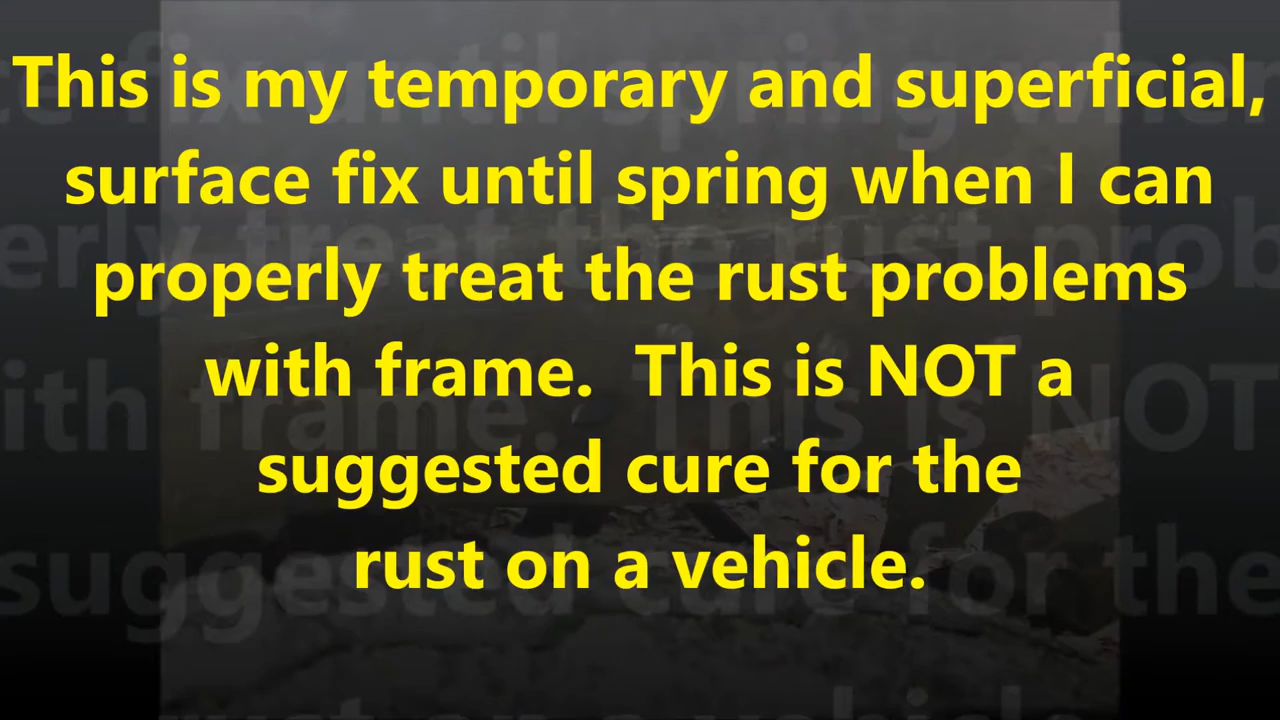 This is my temporary and superficial,
surface fix until spring when I can
properly treat the rust problems
with frame.  This is NOT a
suggested cure for the
rust on a vehicle.